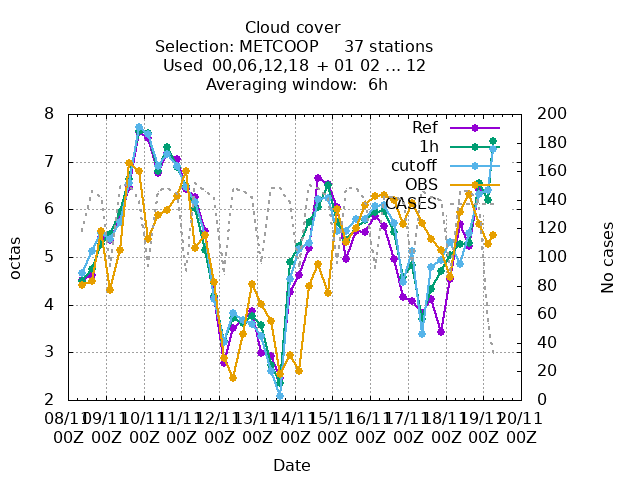 Cloud cover
Selection: METCOOP 37 stations
Used 00,06,12,18 + 01 02 ... 12
Averaging window: 6h
8
7
6
5
4
3
2
octas
200
180
160
140
120
100
80
60
40
20
0
No cases
Ref
1h
cutoff
OBS
CASES
08/11 09/11 10/11 11/11 12/11 13/11 14/11 15/11 16/11 17/11 18/11 19/11 20/11
00Z 00Z 00Z 00Z 00Z 00Z 00Z 00Z 00Z 00Z 00Z 00Z 00Z
Date